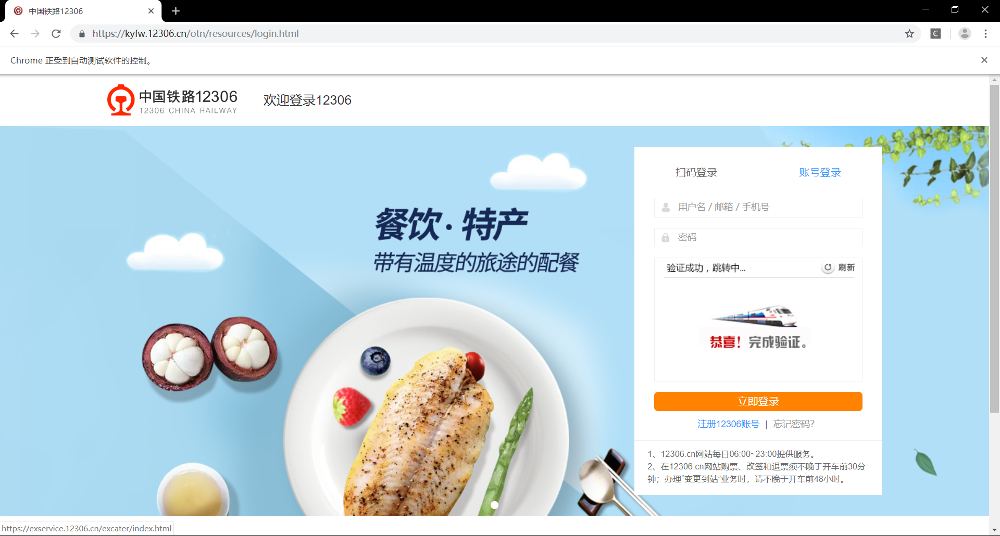 中国铁路12306
https://kyfw.12306.cn/otn/resources/login.html
C
Chrome 正受到自动测试软件的控制。
中国铁路12306
12306 CHINA RAILWAY
欢迎登录12306
餐饮·特产
带有温度的旅途的配餐
扫码登录
账号登录
用户名 / 邮箱 / 手机号
密码
验证成功，跳转中...
刷新
恭喜！完成验证。
立即登录
注册12306账号 | 忘记密码?
1、12306.cn网站每日06:00~23:00提供服务。
2、在12306.cn网站购票、改签和退票须不晚于开车前30分
钟；办理“变更到站”业务时，请不晚于开车前48小时。
https://exservice.12306.cn/excater/index.html